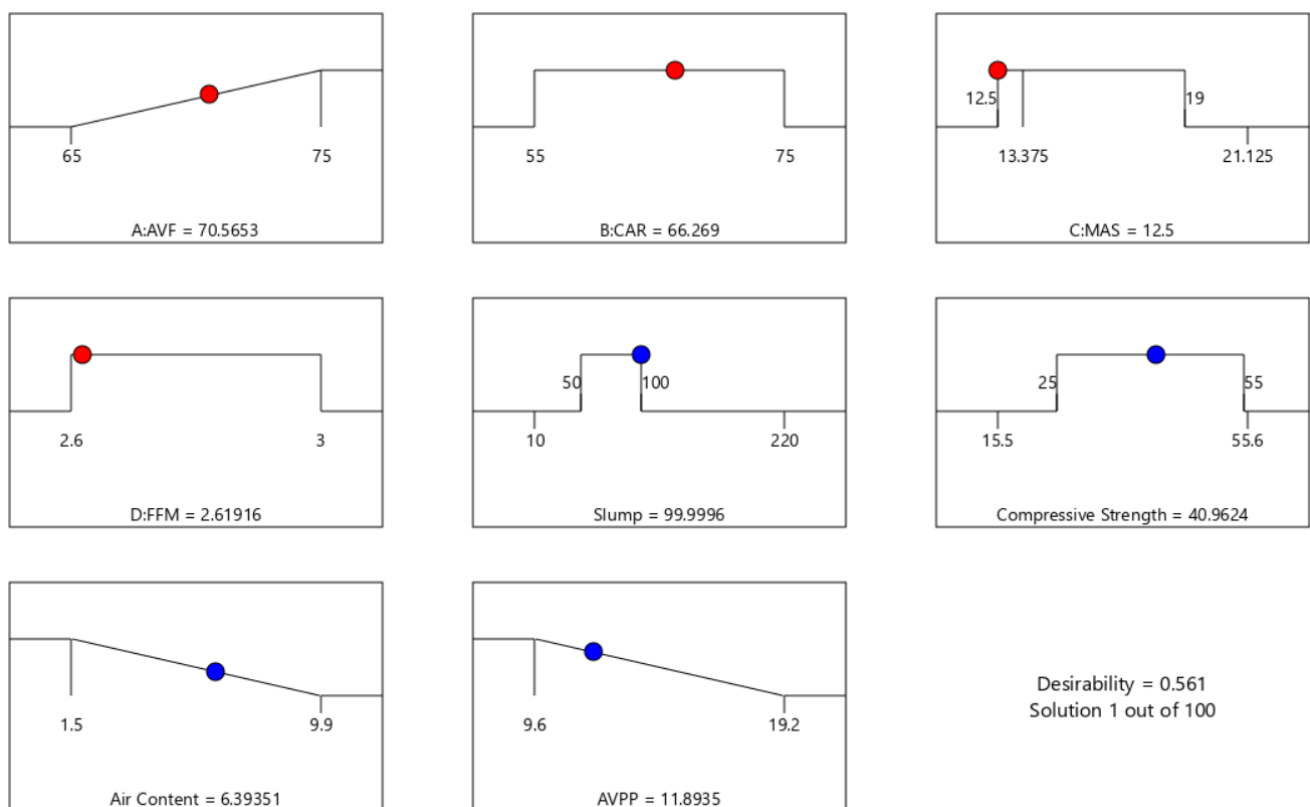 12.5
19
65
75
55
75
13.375
21.125
A:AVF = 70.5653
B:CAR = 66.269
C:MAS = 12.5
50
100
25
55
2.6
3
10
220
15.5
55.6
D:FFM = 2.61916
Slump = 99.9996
Compressive Strength = 40.9624
1.5
9.9
9.6
19.2
Desirability = 0.561
Solution 1 out of 100
Air Content = 6.39351
AVPP = 11.8935